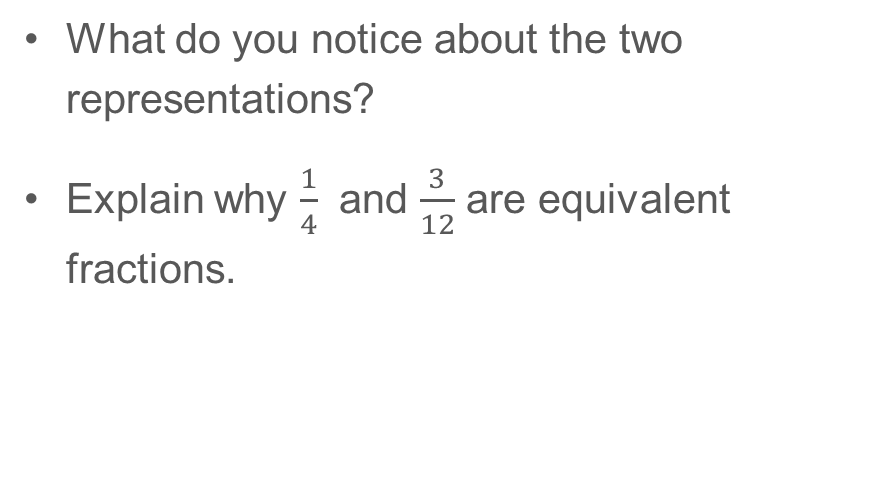 • What do you notice about the two
representations?
• Explain why 1/4 and 3/12 are equivalent
fractions.